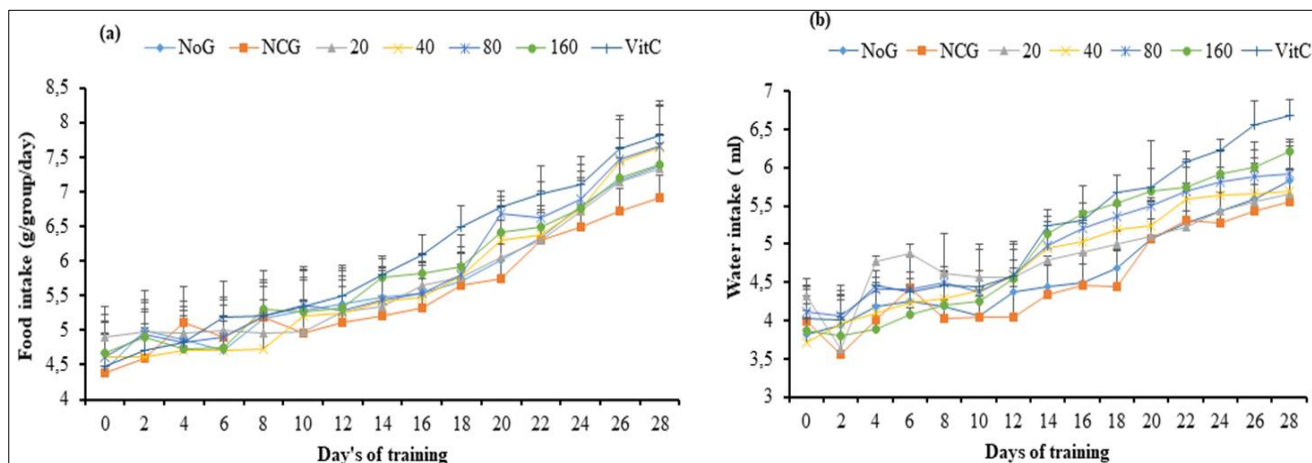 (a)
NoG NCG 20 40 80 160 VitC
Food intake (g/group/day)
8,5
8
7,5
7
6,5
6
5,5
5
4,5
4
0 2 4 6 8 10 12 14 16 18 20 22 24 26 28
Day's of training
(b)
NoG NCG 20 40 80 160 VitC
Water intake ( ml)
7
6,5
6
5,5
5
4,5
4
3,5
3
0 2 4 6 8 10 12 14 16 18 20 22 24 26 28
Days of training